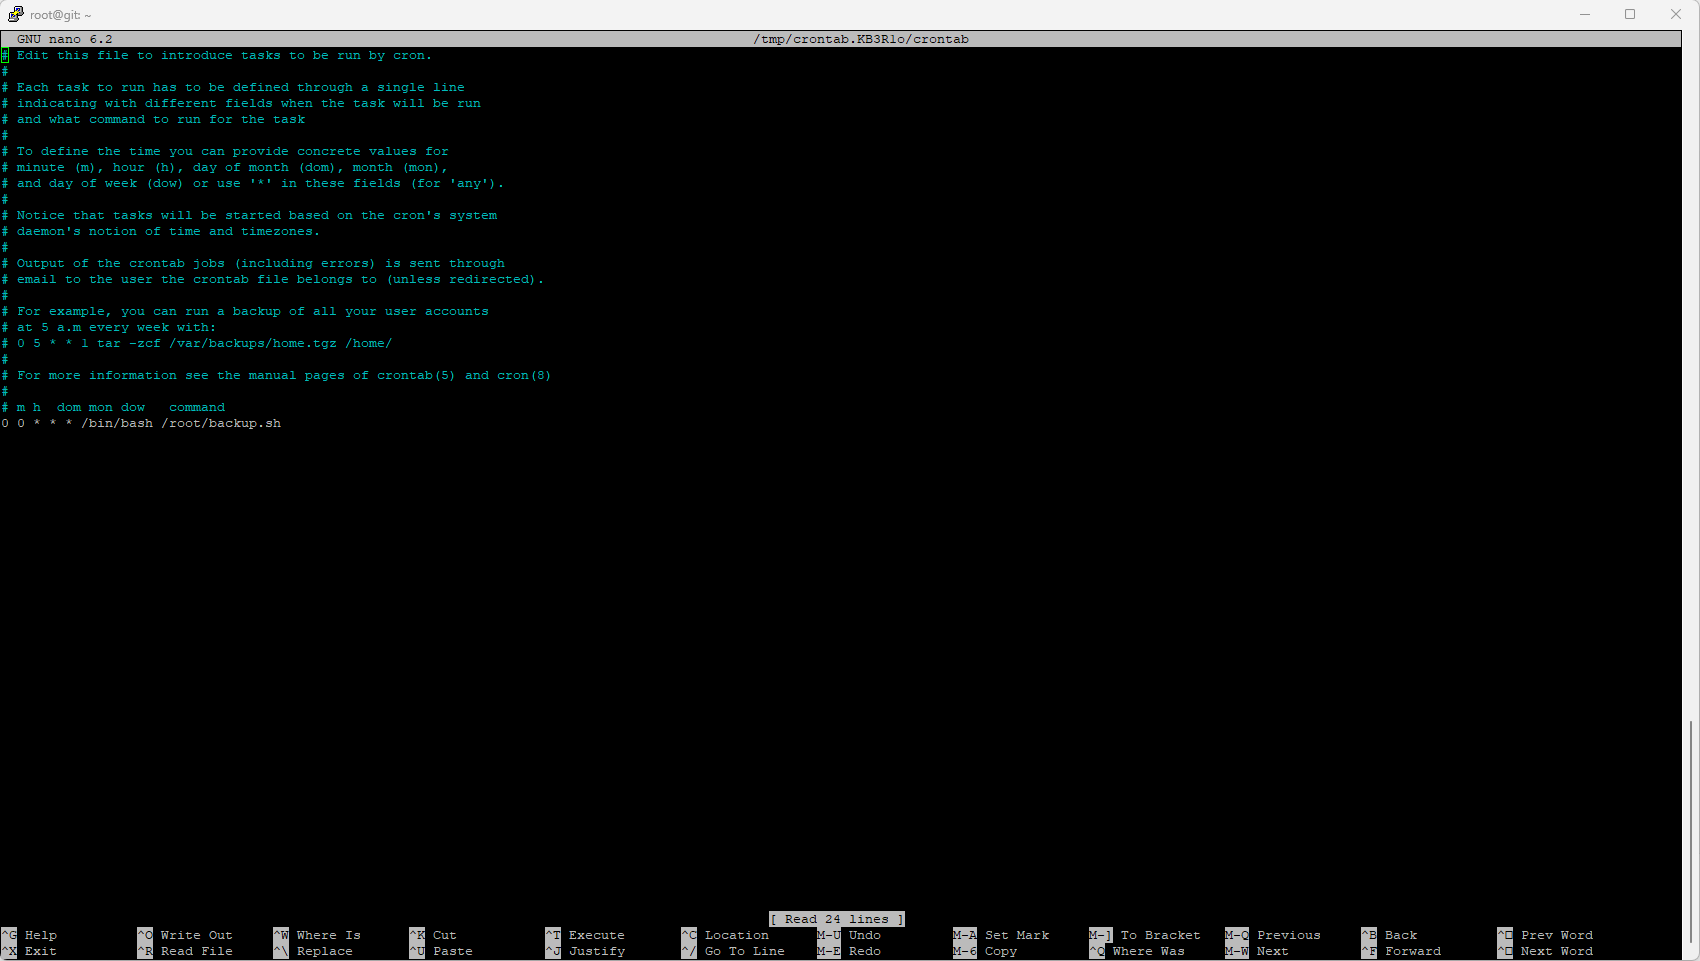 root@git: ~
GNU nano 6.2 /tmp/crontab.KB3R1o/crontab
# Edit this file to introduce tasks to be run by cron.
#
# Each task to run has to be defined through a single line
# indicating with different fields when the task will be run
# and what command to run for the task
#
# To define the time you can provide concrete values for
# minute (m), hour (h), day of month (dom), month (mon),
# and day of week (dow) or use '*' in these fields (for 'any').
#
# Notice that tasks will be started based on the cron's system
# daemon's notion of time and timezones.
#
# Output of the crontab jobs (including errors) is sent through
# email to the user the crontab file belongs to (unless redirected).
#
# For example, you can run a backup of all your user accounts
# at 5 a.m every week with:
# 0 5 * * 1 tar -zcf /var/backups/home.tgz /home/
#
# For more information see the manual pages of crontab(5) and cron(8)
#
# m h  dom mon dow   command
0 0 * * * /bin/bash /root/backup.sh
[ Read 24 lines ]
^G Help ^O Write Out ^W Where Is ^K Cut ^T Execute ^C Location M-U Undo M-A Set Mark M-] To Bracket M-Q Previous ^B Back ^□ Prev Word
^X Exit ^R Read File ^\ Replace ^U Paste ^J Justify ^/ Go To Line M-E Redo M-6 Copy ^Q Where Was M-W Next ^F Forward ^□ Next Word